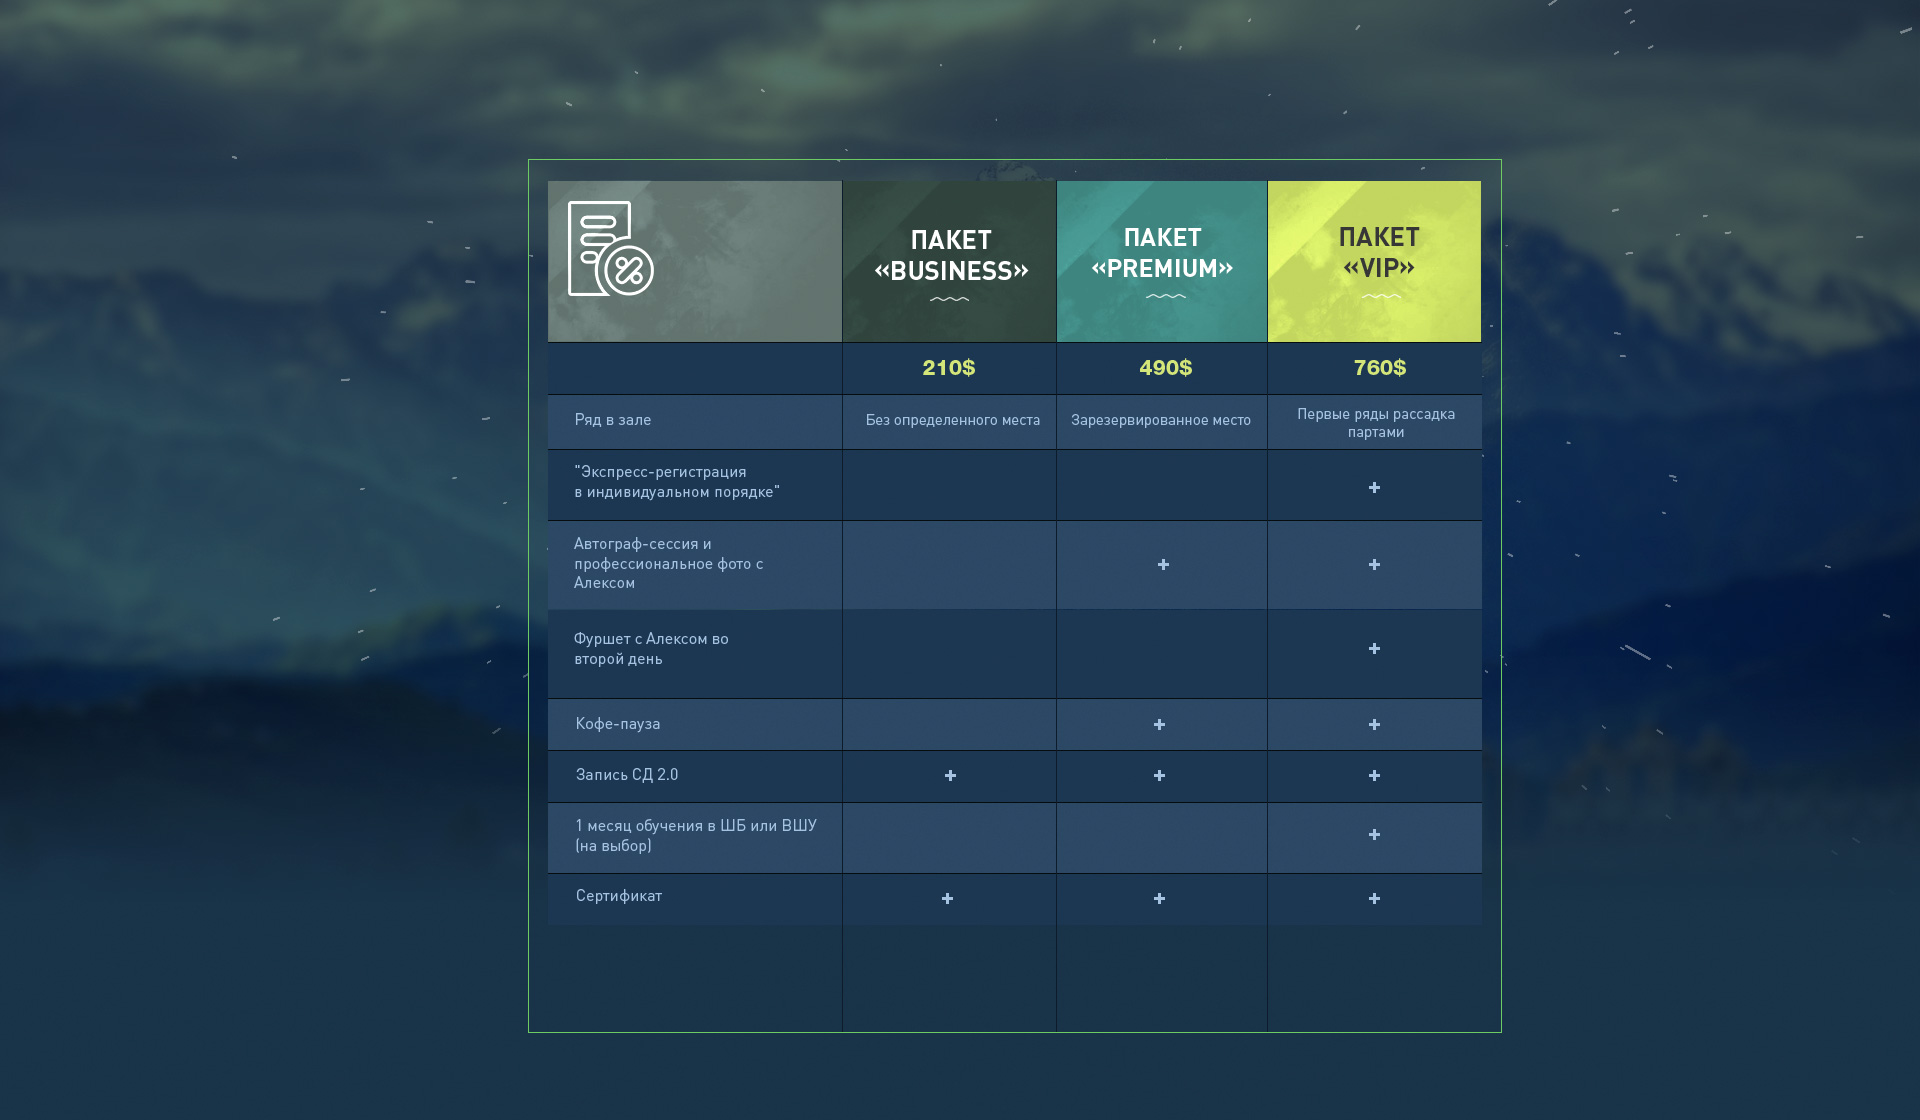 ПАКЕТ
«BUSINESS»
ПАКЕТ
«PREMIUM»
ПАКЕТ
«VIP»
210$
490$
760$
Ряд в зале
Без определенного места
Зарезервированное место
Первые ряды рассадка
партами
"Экспресс-регистрация
в индивидуальном порядке"
+
Автограф-сессия и
профессиональное фото с
Алексом
+
+
Фуршет с Алексом во
второй день
+
Кофе-пауза
+
+
Запись СД 2.0
+
+
+
1 месяц обучения в ШБ или ВШУ
(на выбор)
+
Сертификат
+
+
+